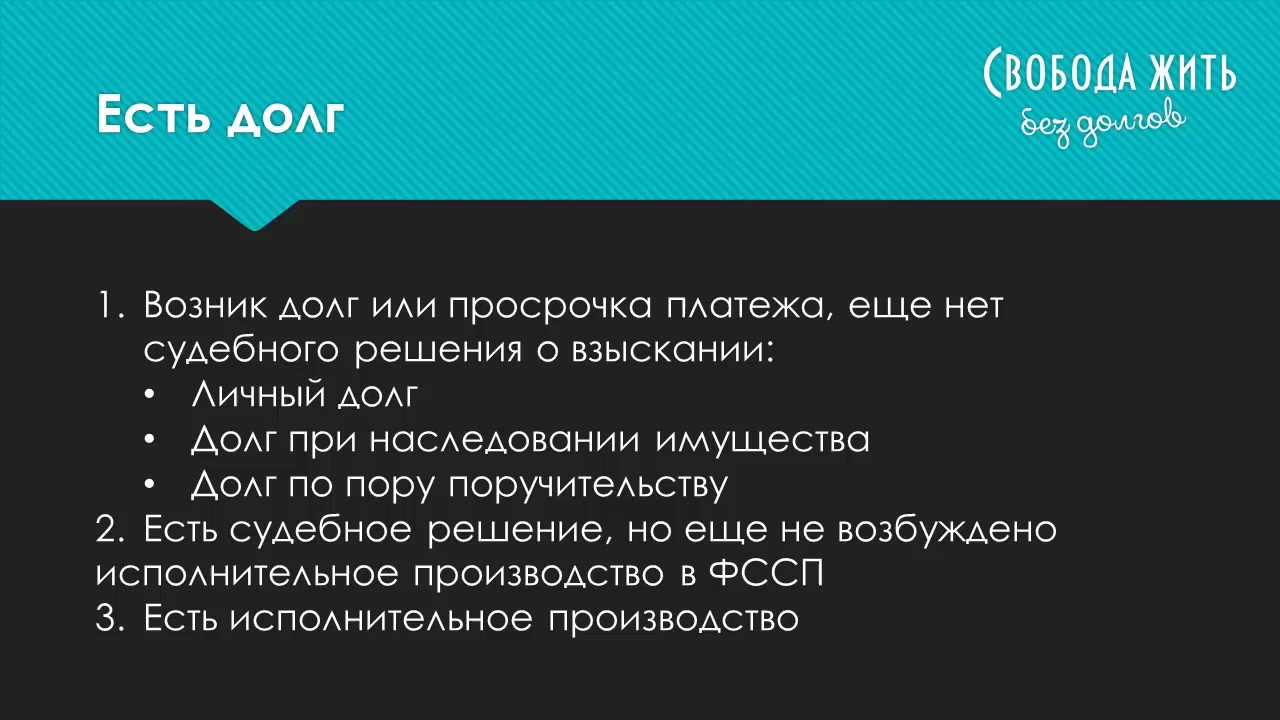 Есть долг
Свобода жить
без долгов
1. Возник долг или просрочка платежа, еще нет
судебного решения о взыскании:
• Личный долг
• Долг при наследовании имущества
• Долг по пору поручительству
2. Есть судебное решение, но еще не возбуждено
исполнительное производство в ФССП
3. Есть исполнительное производство